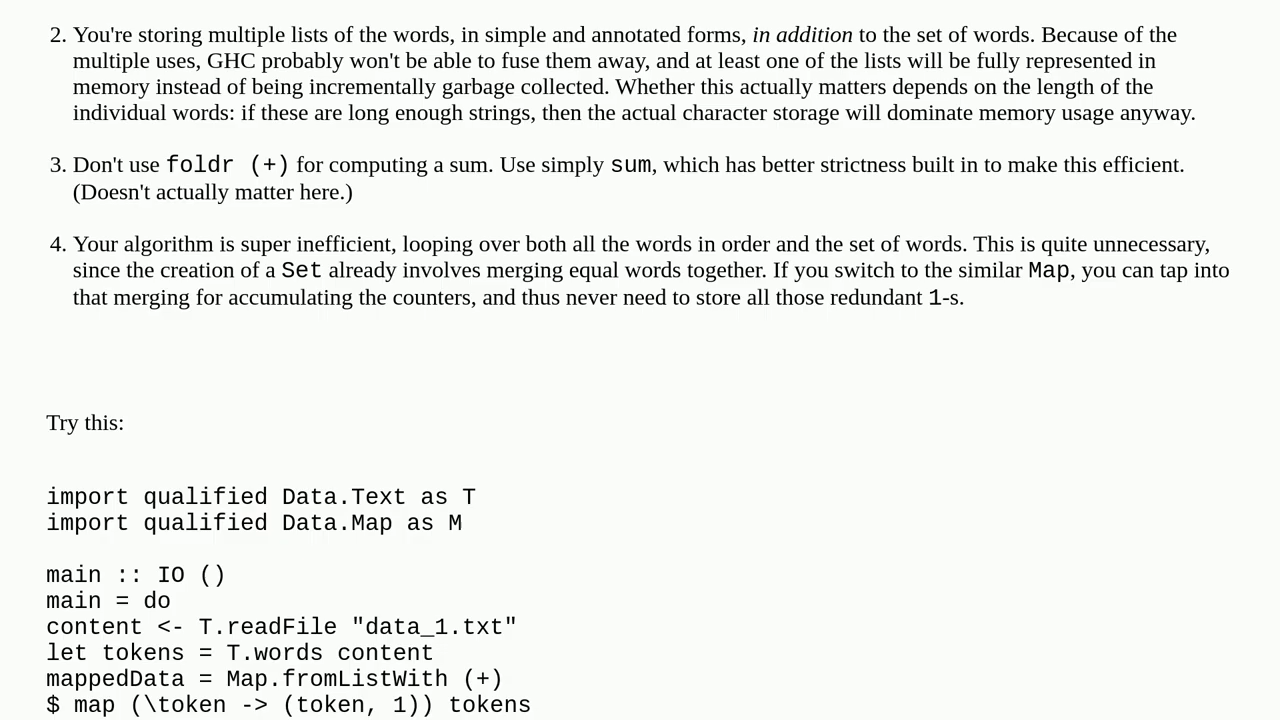 2. You're storing multiple lists of the words, in simple and annotated forms, in addition to the set of words. Because of the
multiple uses, GHC probably won't be able to fuse them away, and at least one of the lists will be fully represented in
memory instead of being incrementally garbage collected. Whether this actually matters depends on the length of the
individual words: if these are long enough strings, then the actual character storage will dominate memory usage anyway.
3. Don't use foldr (+) for computing a sum. Use simply sum, which has better strictness built in to make this efficient.
(Doesn't actually matter here.)
4. Your algorithm is super inefficient, looping over both all the words in order and the set of words. This is quite unnecessary,
since the creation of a Set already involves merging equal words together. If you switch to the similar Map, you can tap into
that merging for accumulating the counters, and thus never need to store all those redundant 1-s.
Try this:
import qualified Data.Text as T
import qualified Data.Map as M
main :: IO ()
main = do
content <- T.readFile "data_1.txt"
let tokens = T.words content
mappedData = Map.fromListWith (+)
$ map (\token -> (token, 1)) tokens